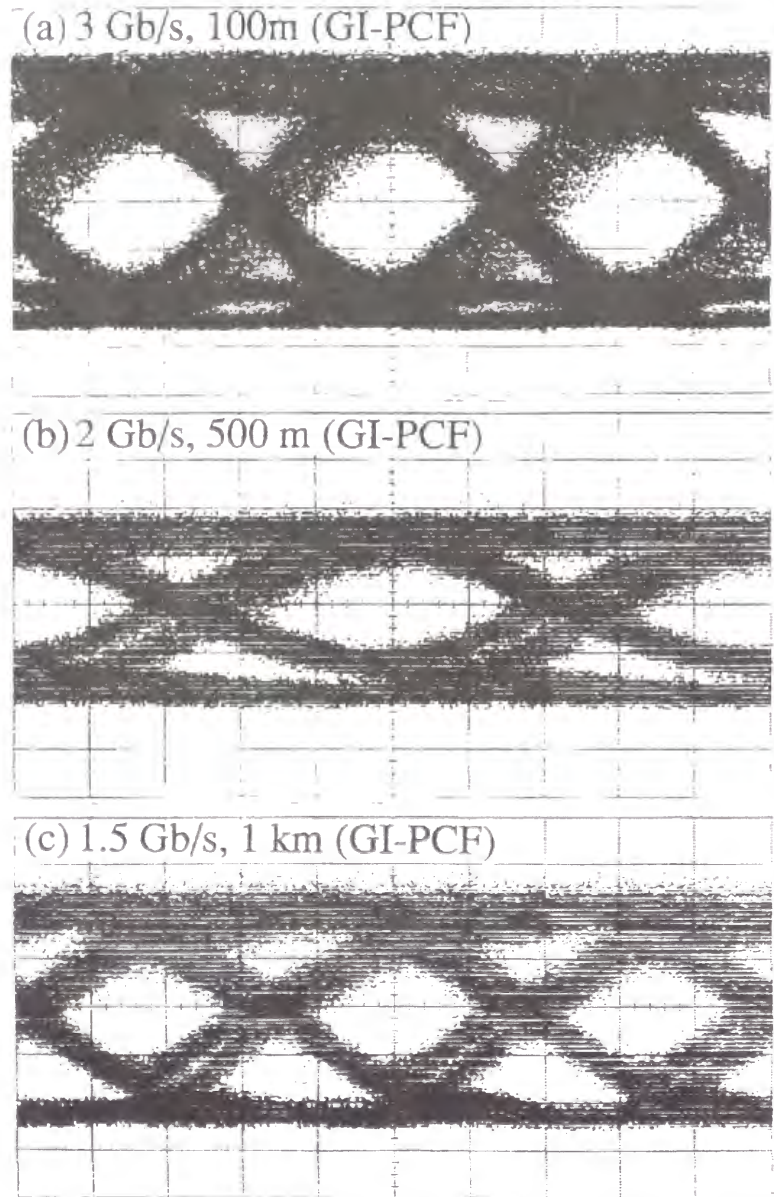 (a) 3 Gb/s, 100m (GI-PCF)
(b) 2 Gb/s, 500 m (GI-PCF)
(c) 1.5 Gb/s, 1 km (GI-PCF)